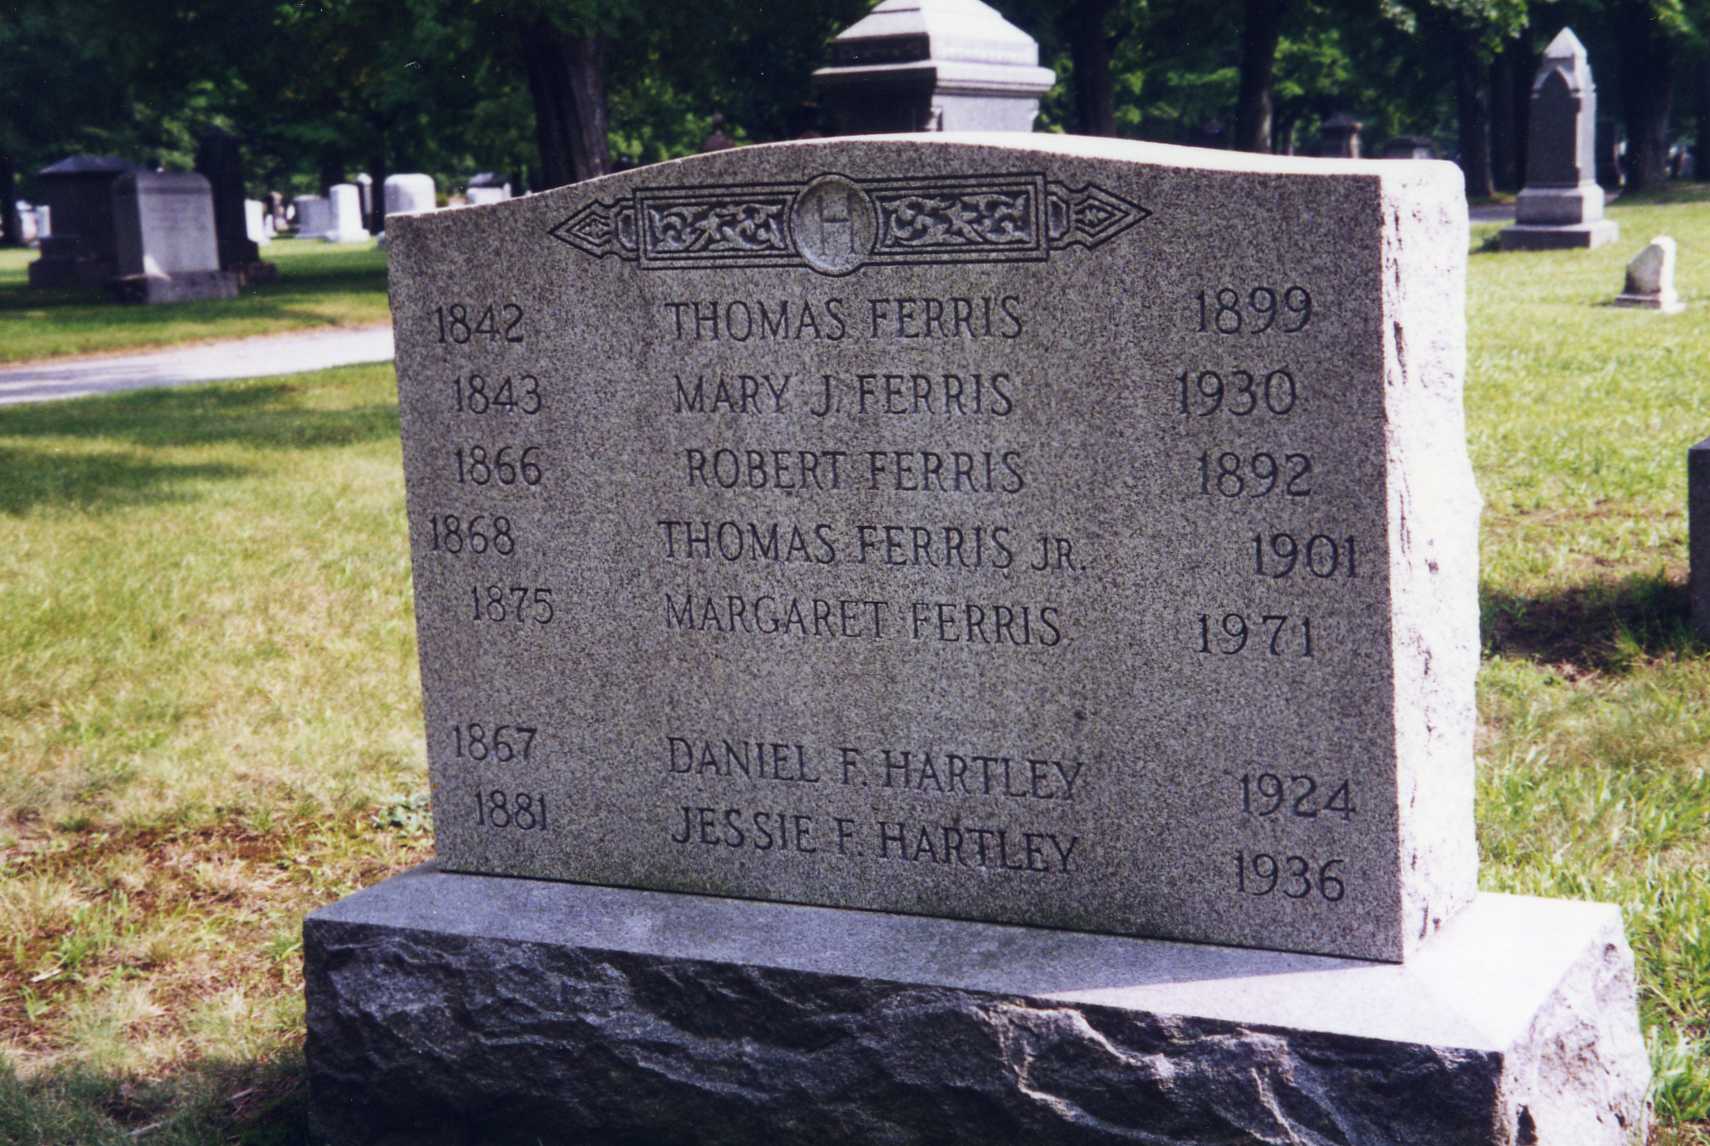 H
1842 THOMAS FERRIS 1899
1843 MARY J. FERRIS 1930
1866 ROBERT FERRIS 1892
1868 THOMAS FERRIS JR. 1901
1875 MARGARET FERRIS 1971
1867 DANIEL F. HARTLEY 1924
1881 JESSIE F. HARTLEY 1936